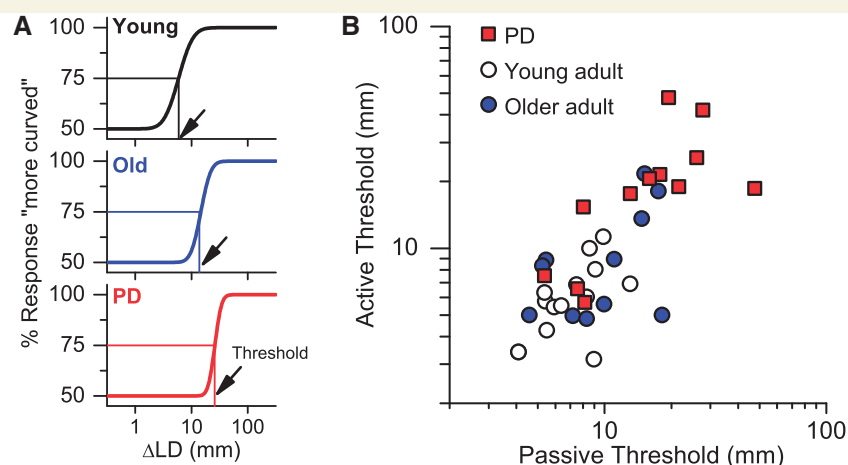 A
% Response "more curved"
100
75
50
Young
100
75
50
Old
100
75
50
PD
Threshold
1 10 100
ΔLD (mm)
B
Active Threshold (mm)
100
10
PD
Young adult
Older adult
10 100
Passive Threshold (mm)